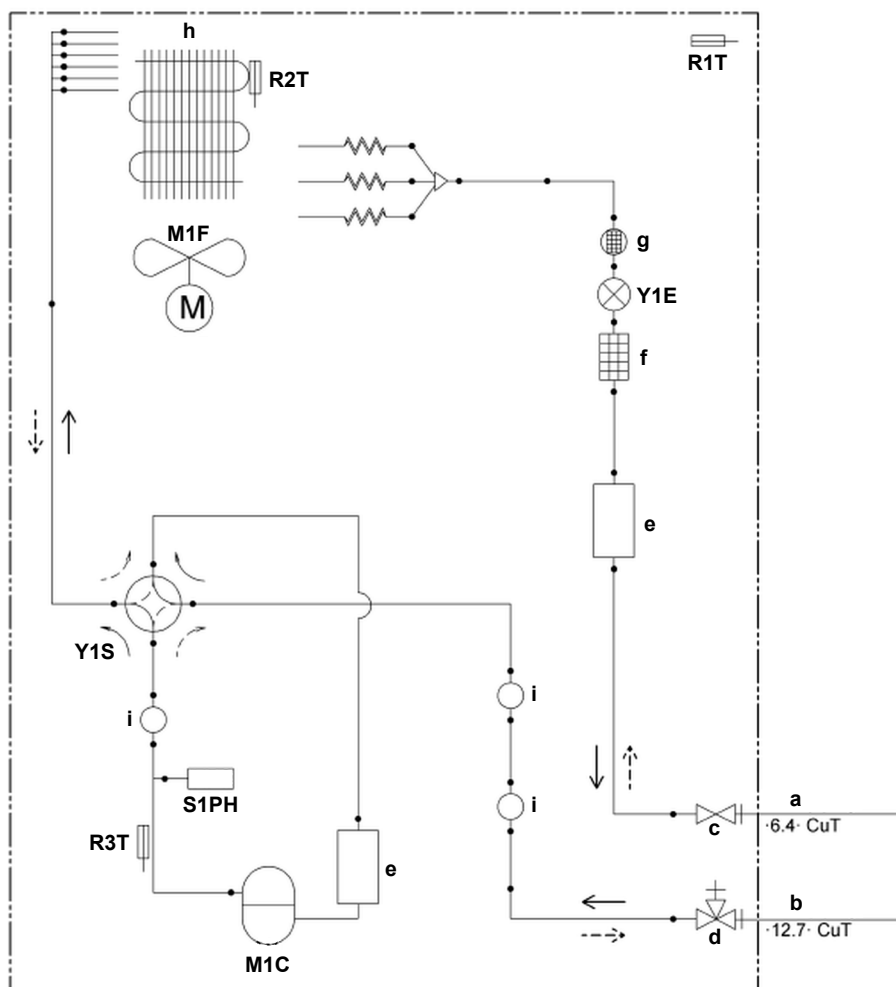 h
R2T
R1T
M1F
M
g
Y1E
f
e
Y1S
i
i
S1PH
i
a
·6.4· CuT
c
R3T
e
b
·12.7· CuT
d
M1C